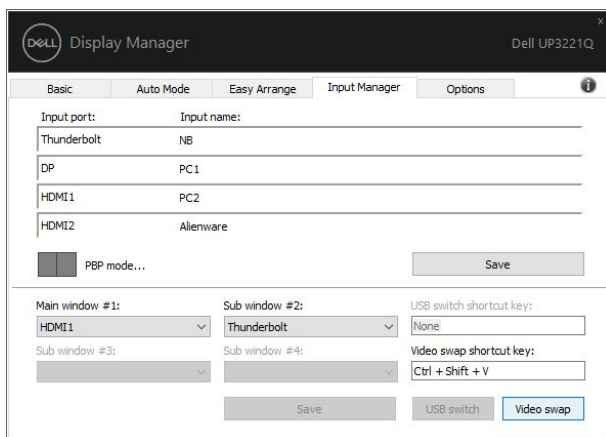 DELL Display Manager Dell UP3221Q
x
Basic Auto Mode Easy Arrange Input Manager Options i
Input port: Input name:
Thunderbolt NB
DP PC1
HDMI1 PC2
HDMI2 Alienware
PBP mode... Save
Main window #1: Sub window #2: USB switch shortcut key:
HDMI1 Thunderbolt None
Sub window #3: Sub window #4: Video swap shortcut key:
Ctrl + Shift + V
Save USB switch Video swap